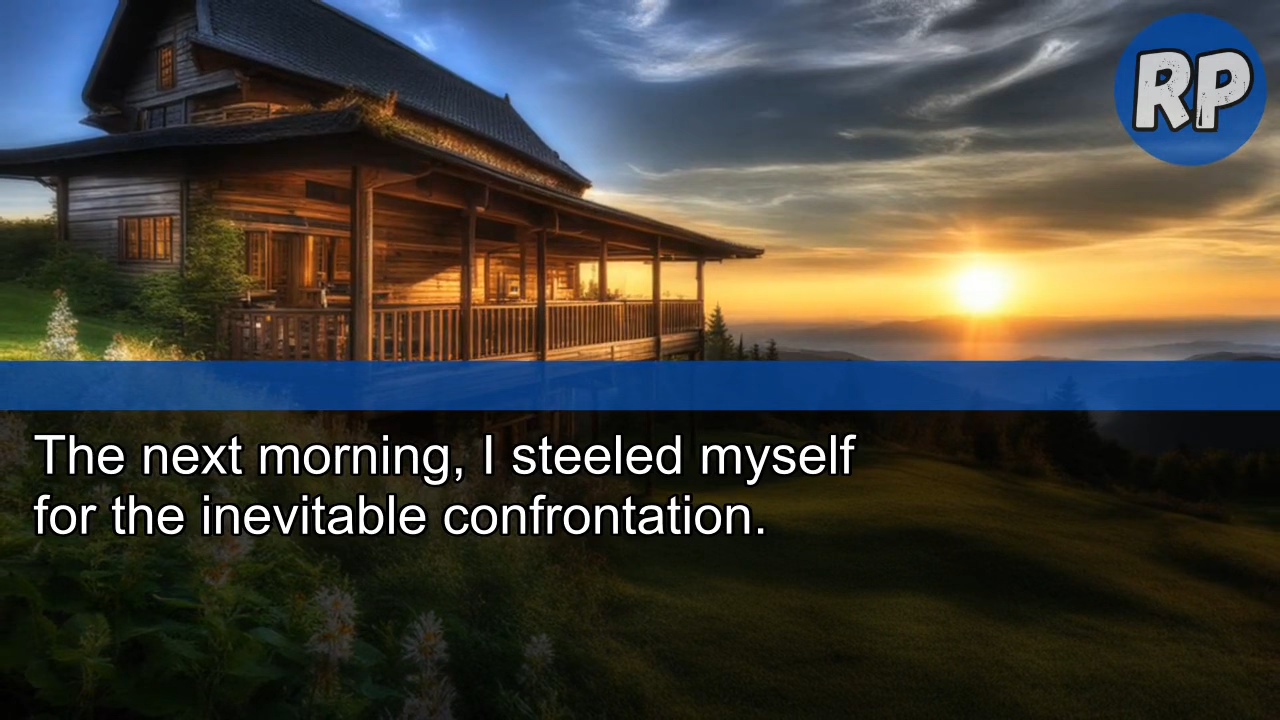 RP
The next morning, I steeled myself
for the inevitable confrontation.